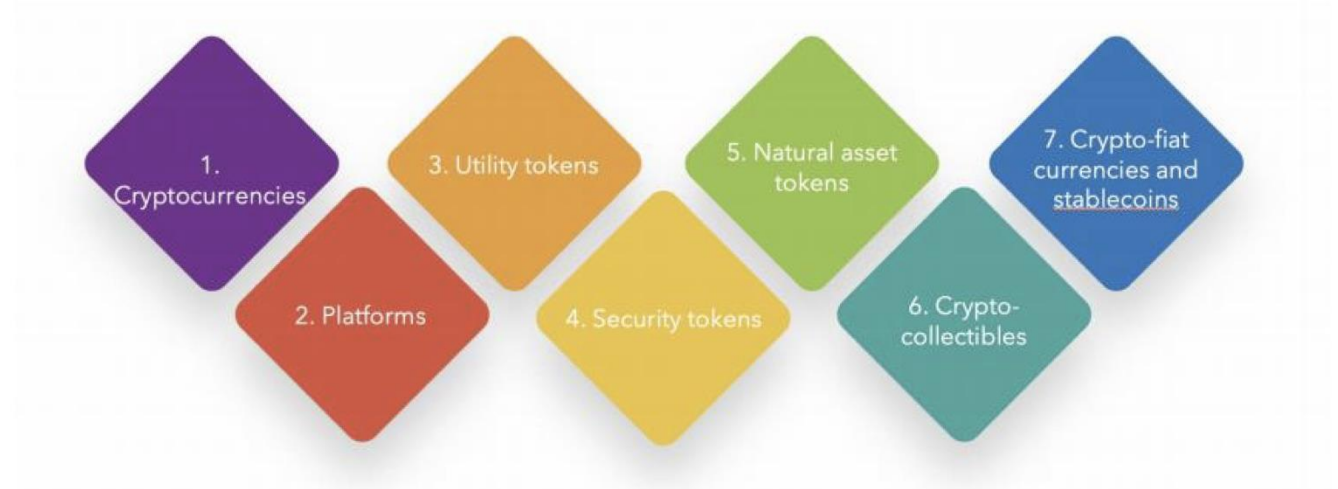 1.
Cryptocurrencies
2. Platforms
3. Utility tokens
4. Security tokens
5. Natural asset
tokens
6. Crypto-
collectibles
7. Crypto-fiat
currencies and
stablecoins